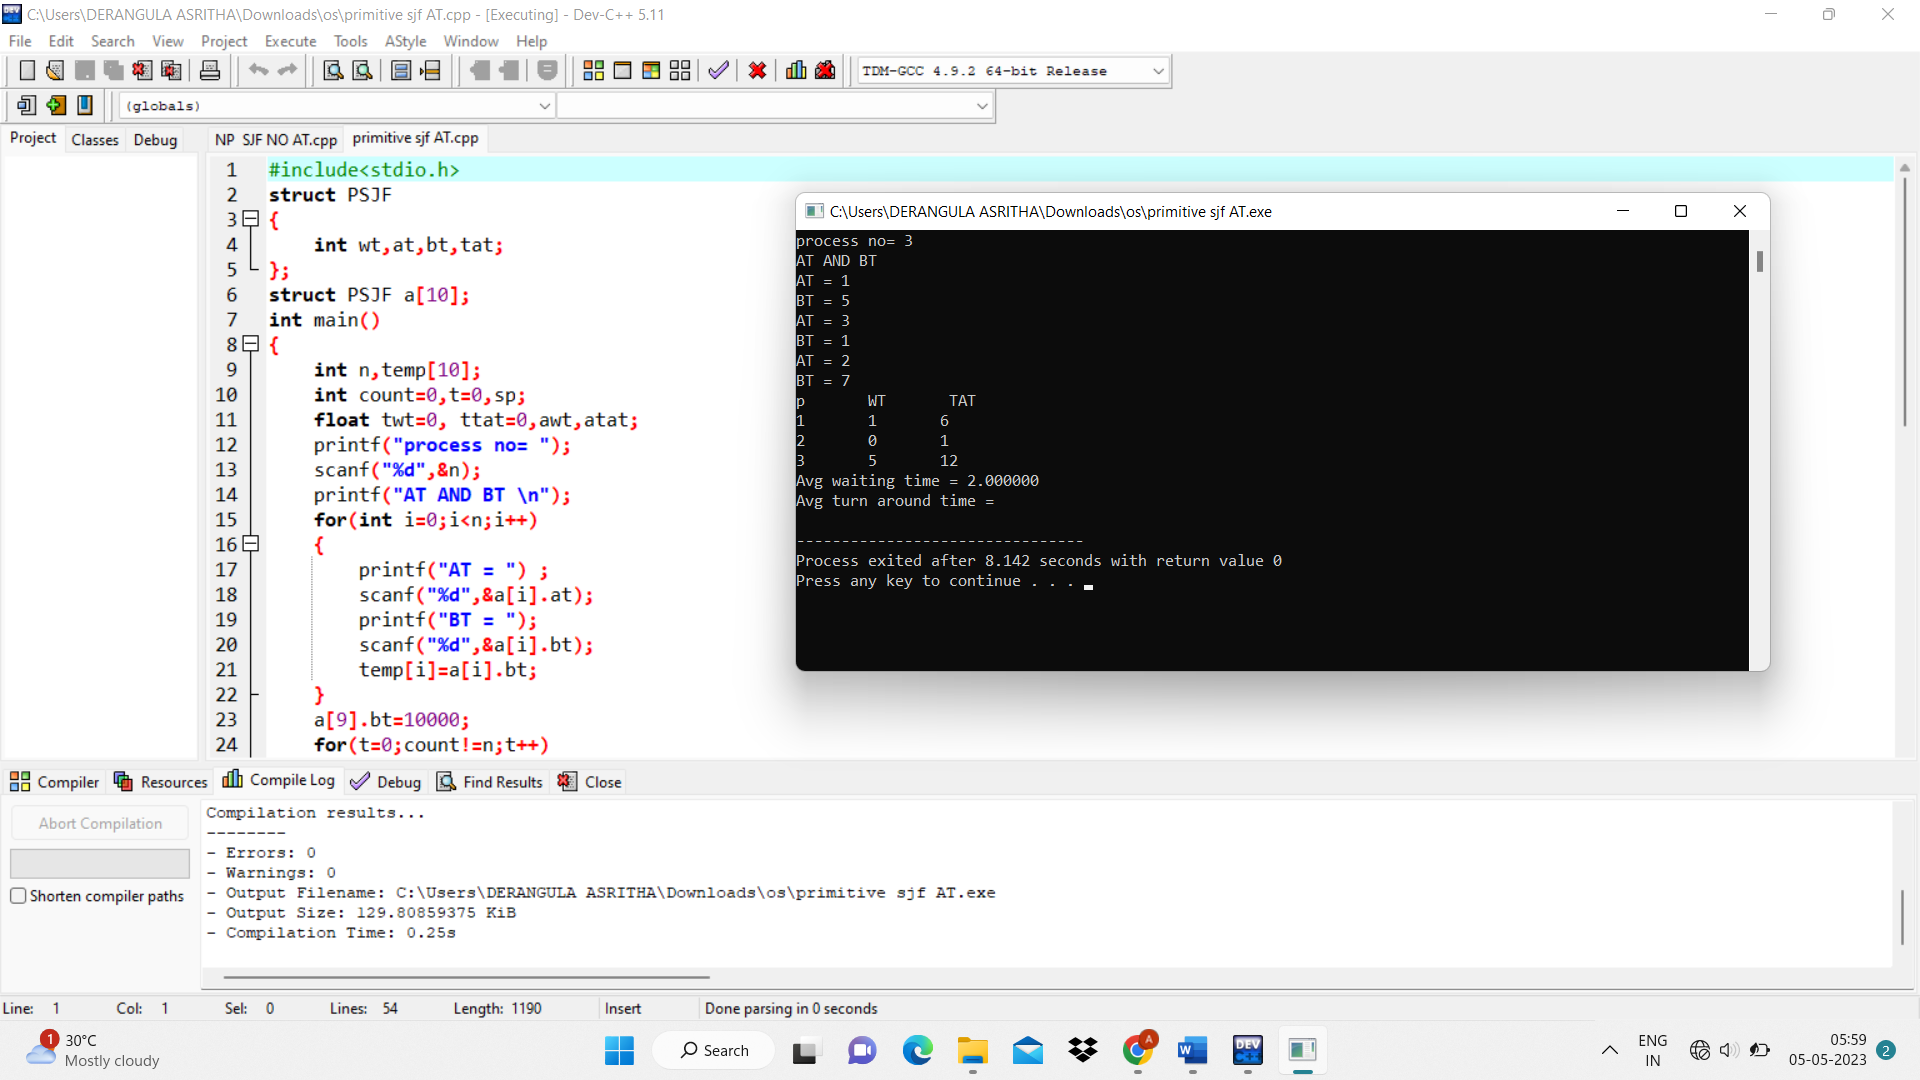 C:\Users\DERANGULA ASRITHA\Downloads\os\primitive sjf AT.cpp - [Executing] - Dev-C++ 5.11
File Edit Search View Project Execute Tools AStyle Window Help
TDM-GCC 4.9.2 64-bit Release
(globals)
Project Classes Debug
NP SJF NO AT.cpp primitive sjf AT.cpp
1 #include<stdio.h>
2 struct PSJF
3 {
4 int wt,at,bt,tat;
5 };
6 struct PSJF a[10];
7 int main()
8 {
9 int n,temp[10];
10 int count=0,t=0,sp;
11 float twt=0, ttat=0,awt,atat;
12 printf("process no= ");
13 scanf("%d",&n);
14 printf("AT AND BT \n");
15 for(int i=0;i<n;i++)
16 {
17 printf("AT = ") ;
18 scanf("%d",&a[i].at);
19 printf("BT = ");
20 scanf("%d",&a[i].bt);
21 temp[i]=a[i].bt;
22 }
23 a[9].bt=10000;
24 for(t=0;count!=n;t++)
C:\Users\DERANGULA ASRITHA\Downloads\os\primitive sjf AT.exe
process no= 3
AT AND BT
AT = 1
BT = 5
AT = 3
BT = 1
AT = 2
BT = 7
p WT TAT
1 1 6
2 0 1
3 5 12
Avg waiting time = 2.000000
Avg turn around time =
--------------------------------
Process exited after 8.142 seconds with return value 0
Press any key to continue . . .
Compiler Resources Compile Log Debug Find Results Close
Abort Compilation
Shorten compiler paths
Compilation results...
--------
- Errors: 0
- Warnings: 0
- Output Filename: C:\Users\DERANGULA ASRITHA\Downloads\os\primitive sjf AT.exe
- Output Size: 129.80859375 KiB
- Compilation Time: 0.25s
Line: 1 Col: 1 Sel: 0 Lines: 54 Length: 1190 Insert Done parsing in 0 seconds
1
30°C
Mostly cloudy
Search
A
W
DEV
C++
ENG
IN
05:59
05-05-2023
2